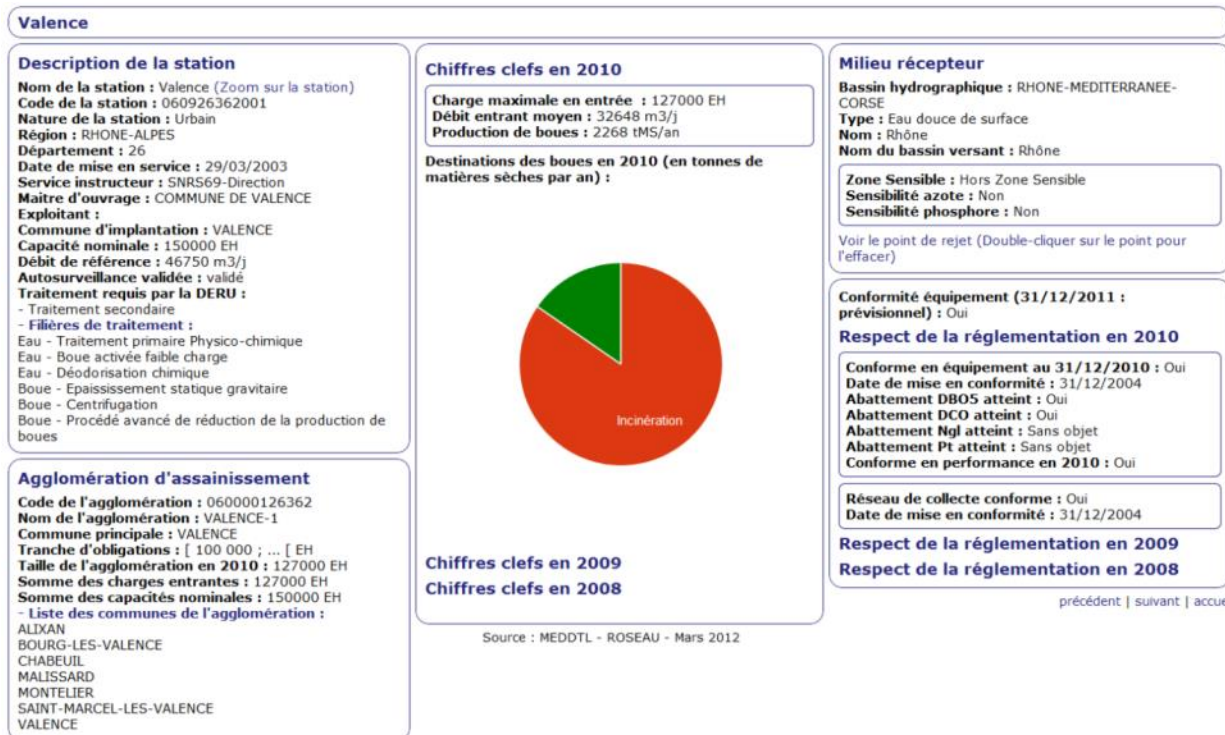 Valence
Description de la station
Nom de la station : Valence (Zoom sur la station)
Code de la station : 060926362001
Nature de la station : Urbain
Région : RHONE-ALPES
Département : 26
Date de mise en service : 29/03/2003
Service instructeur : SNRS69-Direction
Maitre d'ouvrage : COMMUNE DE VALENCE
Exploitant :
Commune d'implantation : VALENCE
Capacité nominale : 150000 EH
Débit de référence : 46750 m3/j
Autosurveillance validée : validé
Traitement requis par la DERU :
- Traitement secondaire
- Filières de traitement :
Eau - Traitement primaire Physico-chimique
Eau - Boue activée faible charge
Eau - Déodorisation chimique
Boue - Epaississement statique gravitaire
Boue - Centrifugation
Boue - Procédé avancé de réduction de la production de
boues
Agglomération d'assainissement
Code de l'agglomération : 060000126362
Nom de l'agglomération : VALENCE-1
Commune principale : VALENCE
Tranche d'obligations : [ 100 000 ; ... [ EH
Taille de l'agglomération en 2010 : 127000 EH
Somme des charges entrantes : 127000 EH
Somme des capacités nominales : 150000 EH
- Liste des communes de l'agglomération :
ALIXAN
BOURG-LES-VALENCE
CHABEUIL
MALISSARD
MONTELIER
SAINT-MARCEL-LES-VALENCE
VALENCE
Chiffres clefs en 2010
Charge maximale en entrée : 127000 EH
Débit entrant moyen : 32648 m3/j
Production de boues : 2268 tMS/an
Destinations des boues en 2010 (en tonnes de
matières sèches par an) :
Incinération
Chiffres clefs en 2009
Chiffres clefs en 2008
Source : MEDDTL - ROSEAU - Mars 2012
Milieu récepteur
Bassin hydrographique : RHONE-MEDITERRANEE-
CORSE
Type : Eau douce de surface
Nom : Rhône
Nom du bassin versant : Rhône
Zone Sensible : Hors Zone Sensible
Sensibilité azote : Non
Sensibilité phosphore : Non
Voir le point de rejet (Double-cliquer sur le point pour
l'effacer)
Conformité équipement (31/12/2011 :
prévisionnel) : Oui
Respect de la réglementation en 2010
Conforme en équipement au 31/12/2010 : Oui
Date de mise en conformité : 31/12/2004
Abattement DBO5 atteint : Oui
Abattement DCO atteint : Oui
Abattement Ngl atteint : Sans objet
Abattement Pt atteint : Sans objet
Conforme en performance en 2010 : Oui
Réseau de collecte conforme : Oui
Date de mise en conformité : 31/12/2004
Respect de la réglementation en 2009
Respect de la réglementation en 2008
précédent | suivant | accue